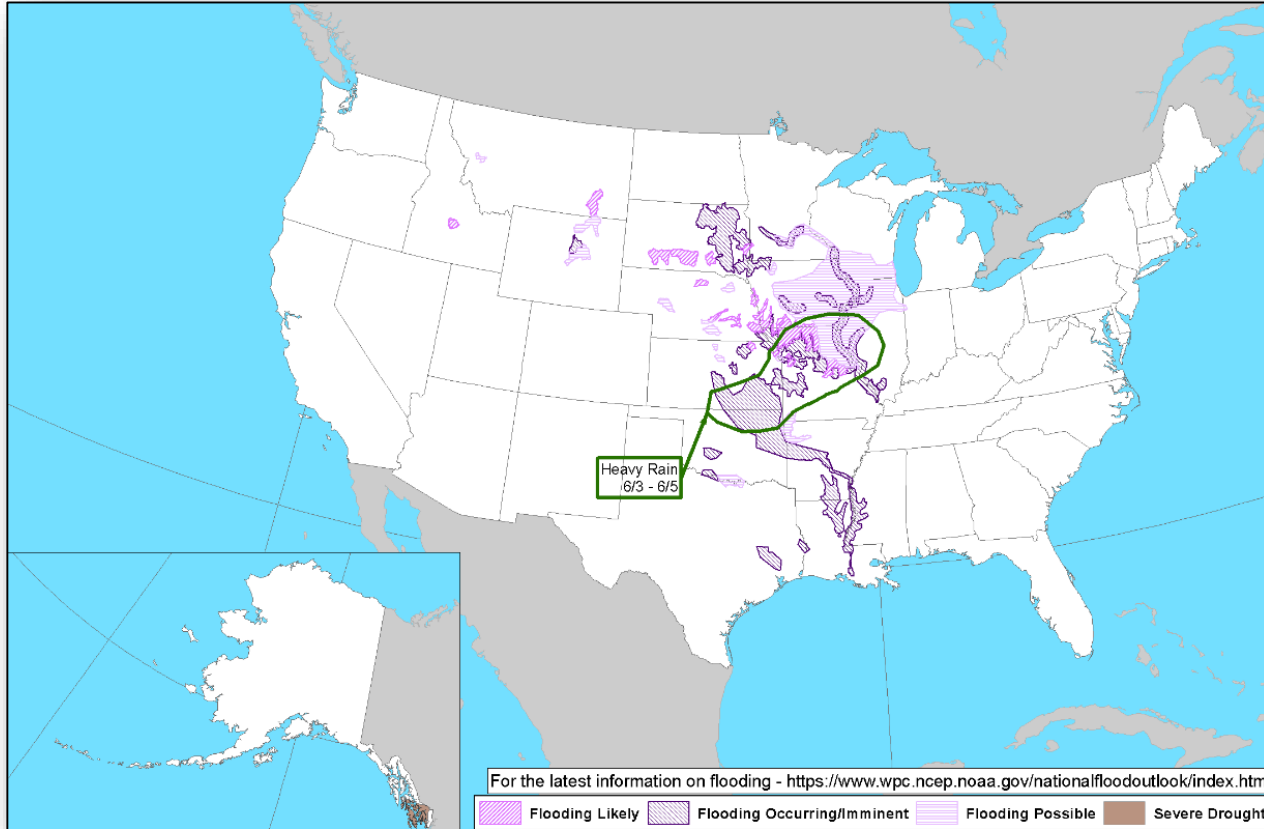 Heavy Rain
6/3 - 6/5
For the latest information on flooding - https://www.wpc.ncep.noaa.gov/nationalfloodoutlook/index.htm
Flooding Likely Flooding Occurring/Imminent Flooding Possible Severe Drought